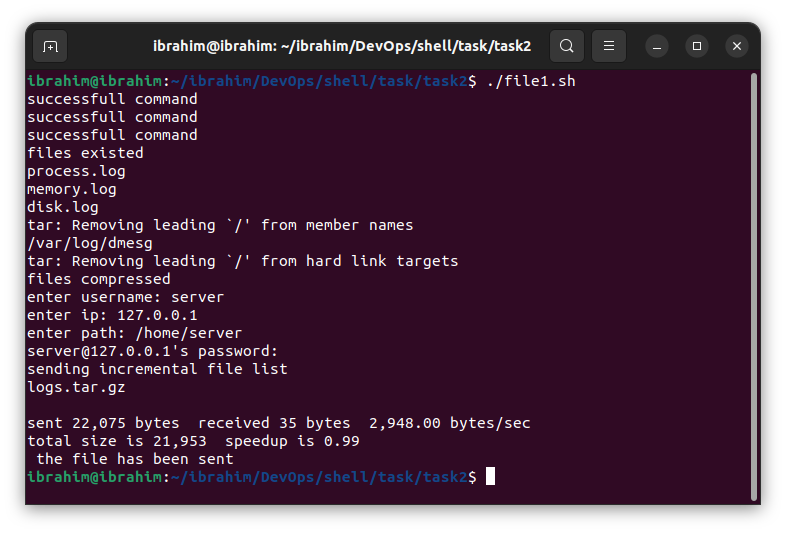 ibrahim@ibrahim: ~/ibrahim/DevOps/shell/task/task2
ibrahim@ibrahim:~/ibrahim/DevOps/shell/task/task2$ ./file1.sh
successfull command
successfull command
successfull command
files existed
process.log
memory.log
disk.log
tar: Removing leading `/' from member names
/var/log/dmesg
tar: Removing leading `/' from hard link targets
files compressed
enter username: server
enter ip: 127.0.0.1
enter path: /home/server
server@127.0.0.1's password:
sending incremental file list
logs.tar.gz

sent 22,075 bytes  received 35 bytes  2,948.00 bytes/sec
total size is 21,953  speedup is 0.99
 the file has been sent
ibrahim@ibrahim:~/ibrahim/DevOps/shell/task/task2$